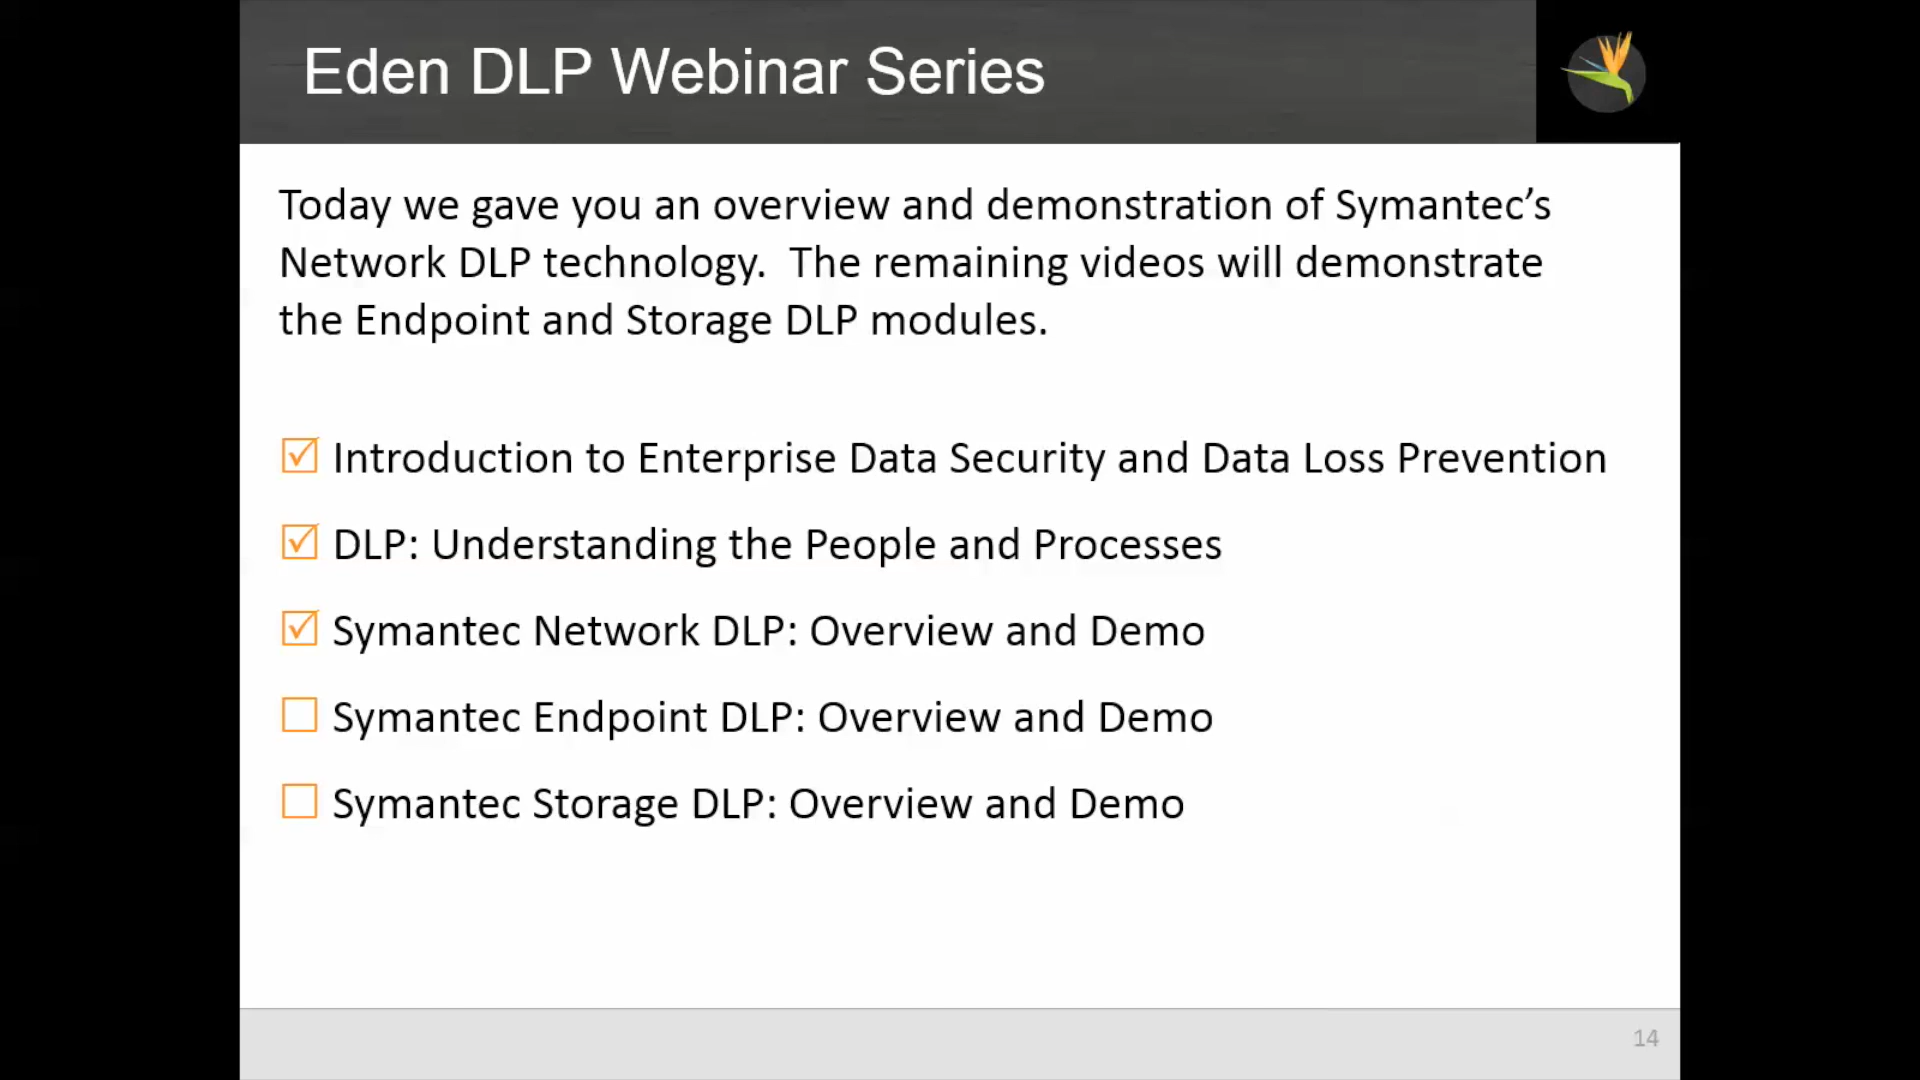 Eden DLP Webinar Series
Today we gave you an overview and demonstration of Symantec’s
Network DLP technology.  The remaining videos will demonstrate
the Endpoint and Storage DLP modules.
☑ Introduction to Enterprise Data Security and Data Loss Prevention
☑ DLP: Understanding the People and Processes
☑ Symantec Network DLP: Overview and Demo
☐ Symantec Endpoint DLP: Overview and Demo
☐ Symantec Storage DLP: Overview and Demo
14